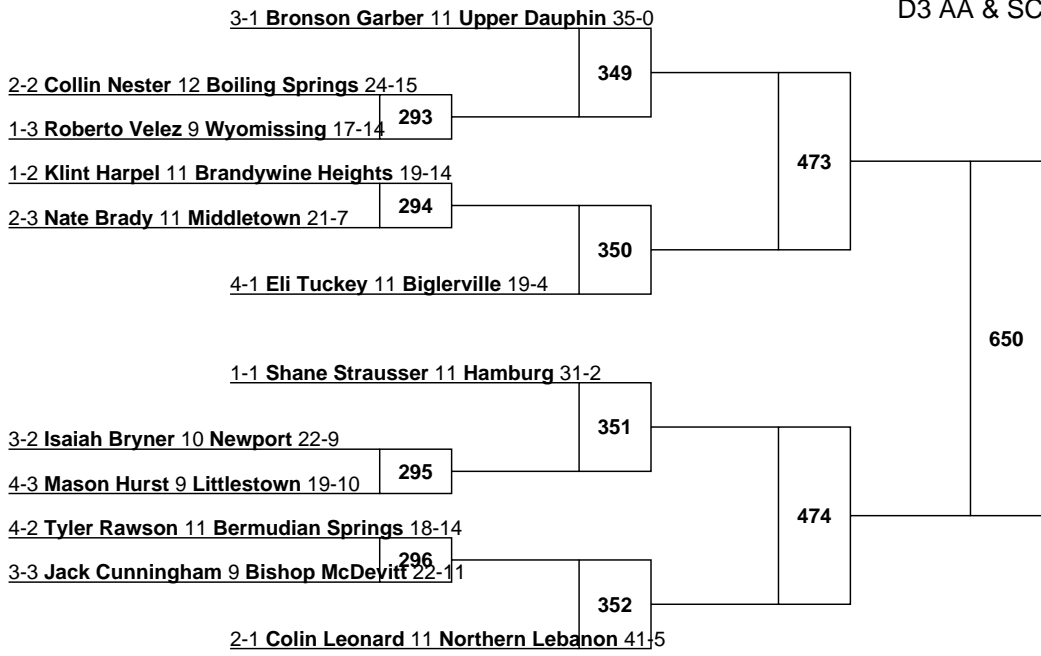 D3 AA & SC
3-1 Bronson Garber 11 Upper Dauphin 35-0
349
2-2 Collin Nester 12 Boiling Springs 24-15
293
1-3 Roberto Velez 9 Wyomissing 17-14
473
1-2 Klint Harpel 11 Brandywine Heights 19-14
294
2-3 Nate Brady 11 Middletown 21-7
350
4-1 Eli Tuckey 11 Biglerville 19-4
650
1-1 Shane Strausser 11 Hamburg 31-2
351
3-2 Isaiah Bryner 10 Newport 22-9
295
4-3 Mason Hurst 9 Littlestown 19-10
474
4-2 Tyler Rawson 11 Bermudian Springs 18-14
296
3-3 Jack Cunningham 9 Bishop McDevitt 22-11
352
2-1 Colin Leonard 11 Northern Lebanon 41-5